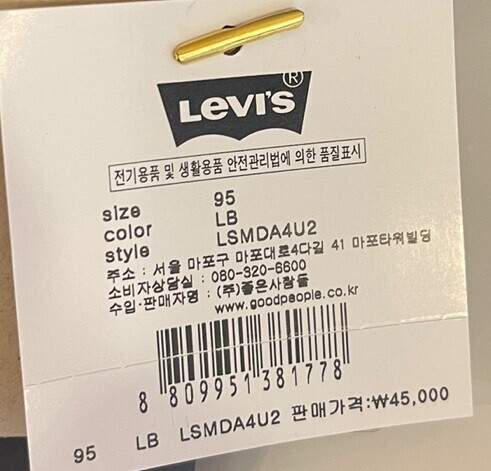 Levi's®
전기용품 및 생활용품 안전관리법에 의한 품질표시
size 95
color LB
style LSMDA4U2
주소 : 서울 마포구 마포대로4다길 41 마포타워빌딩
소비자상담실 : 080-320-6600
수입·판매자명 : (주)좋은사람들
www.goodpeople.co.kr
8 809951 381778
95 LB LSMDA4U2 판매가격:₩45,000